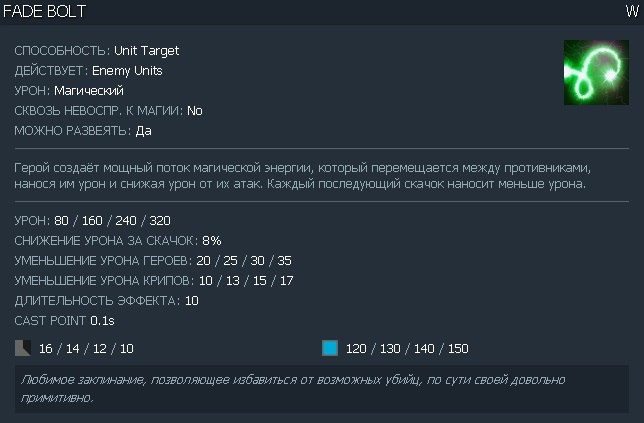 FADE BOLT W
СПОСОБНОСТЬ: Unit Target
ДЕЙСТВУЕТ: Enemy Units
УРОН: Магический
СКВОЗЬ НЕВОСПР. К МАГИИ: No
МОЖНО РАЗВЕЯТЬ: Да
Герой создаёт мощный поток магической энергии, который перемещается между противниками,
нанося им урон и снижая урон от их атак. Каждый последующий скачок наносит меньше урона.
УРОН: 80 / 160 / 240 / 320
СНИЖЕНИЕ УРОНА ЗА СКАЧОК: 8%
УМЕНЬШЕНИЕ УРОНА ГЕРОЕВ: 20 / 25 / 30 / 35
УМЕНЬШЕНИЕ УРОНА КРИПОВ: 10 / 13 / 15 / 17
ДЛИТЕЛЬНОСТЬ ЭФФЕКТА: 10
CAST POINT 0.1s
16 / 14 / 12 / 10 120 / 130 / 140 / 150
Любимое заклинание, позволяющее избавиться от возможных убийц, по сути своей довольно
примитивно.